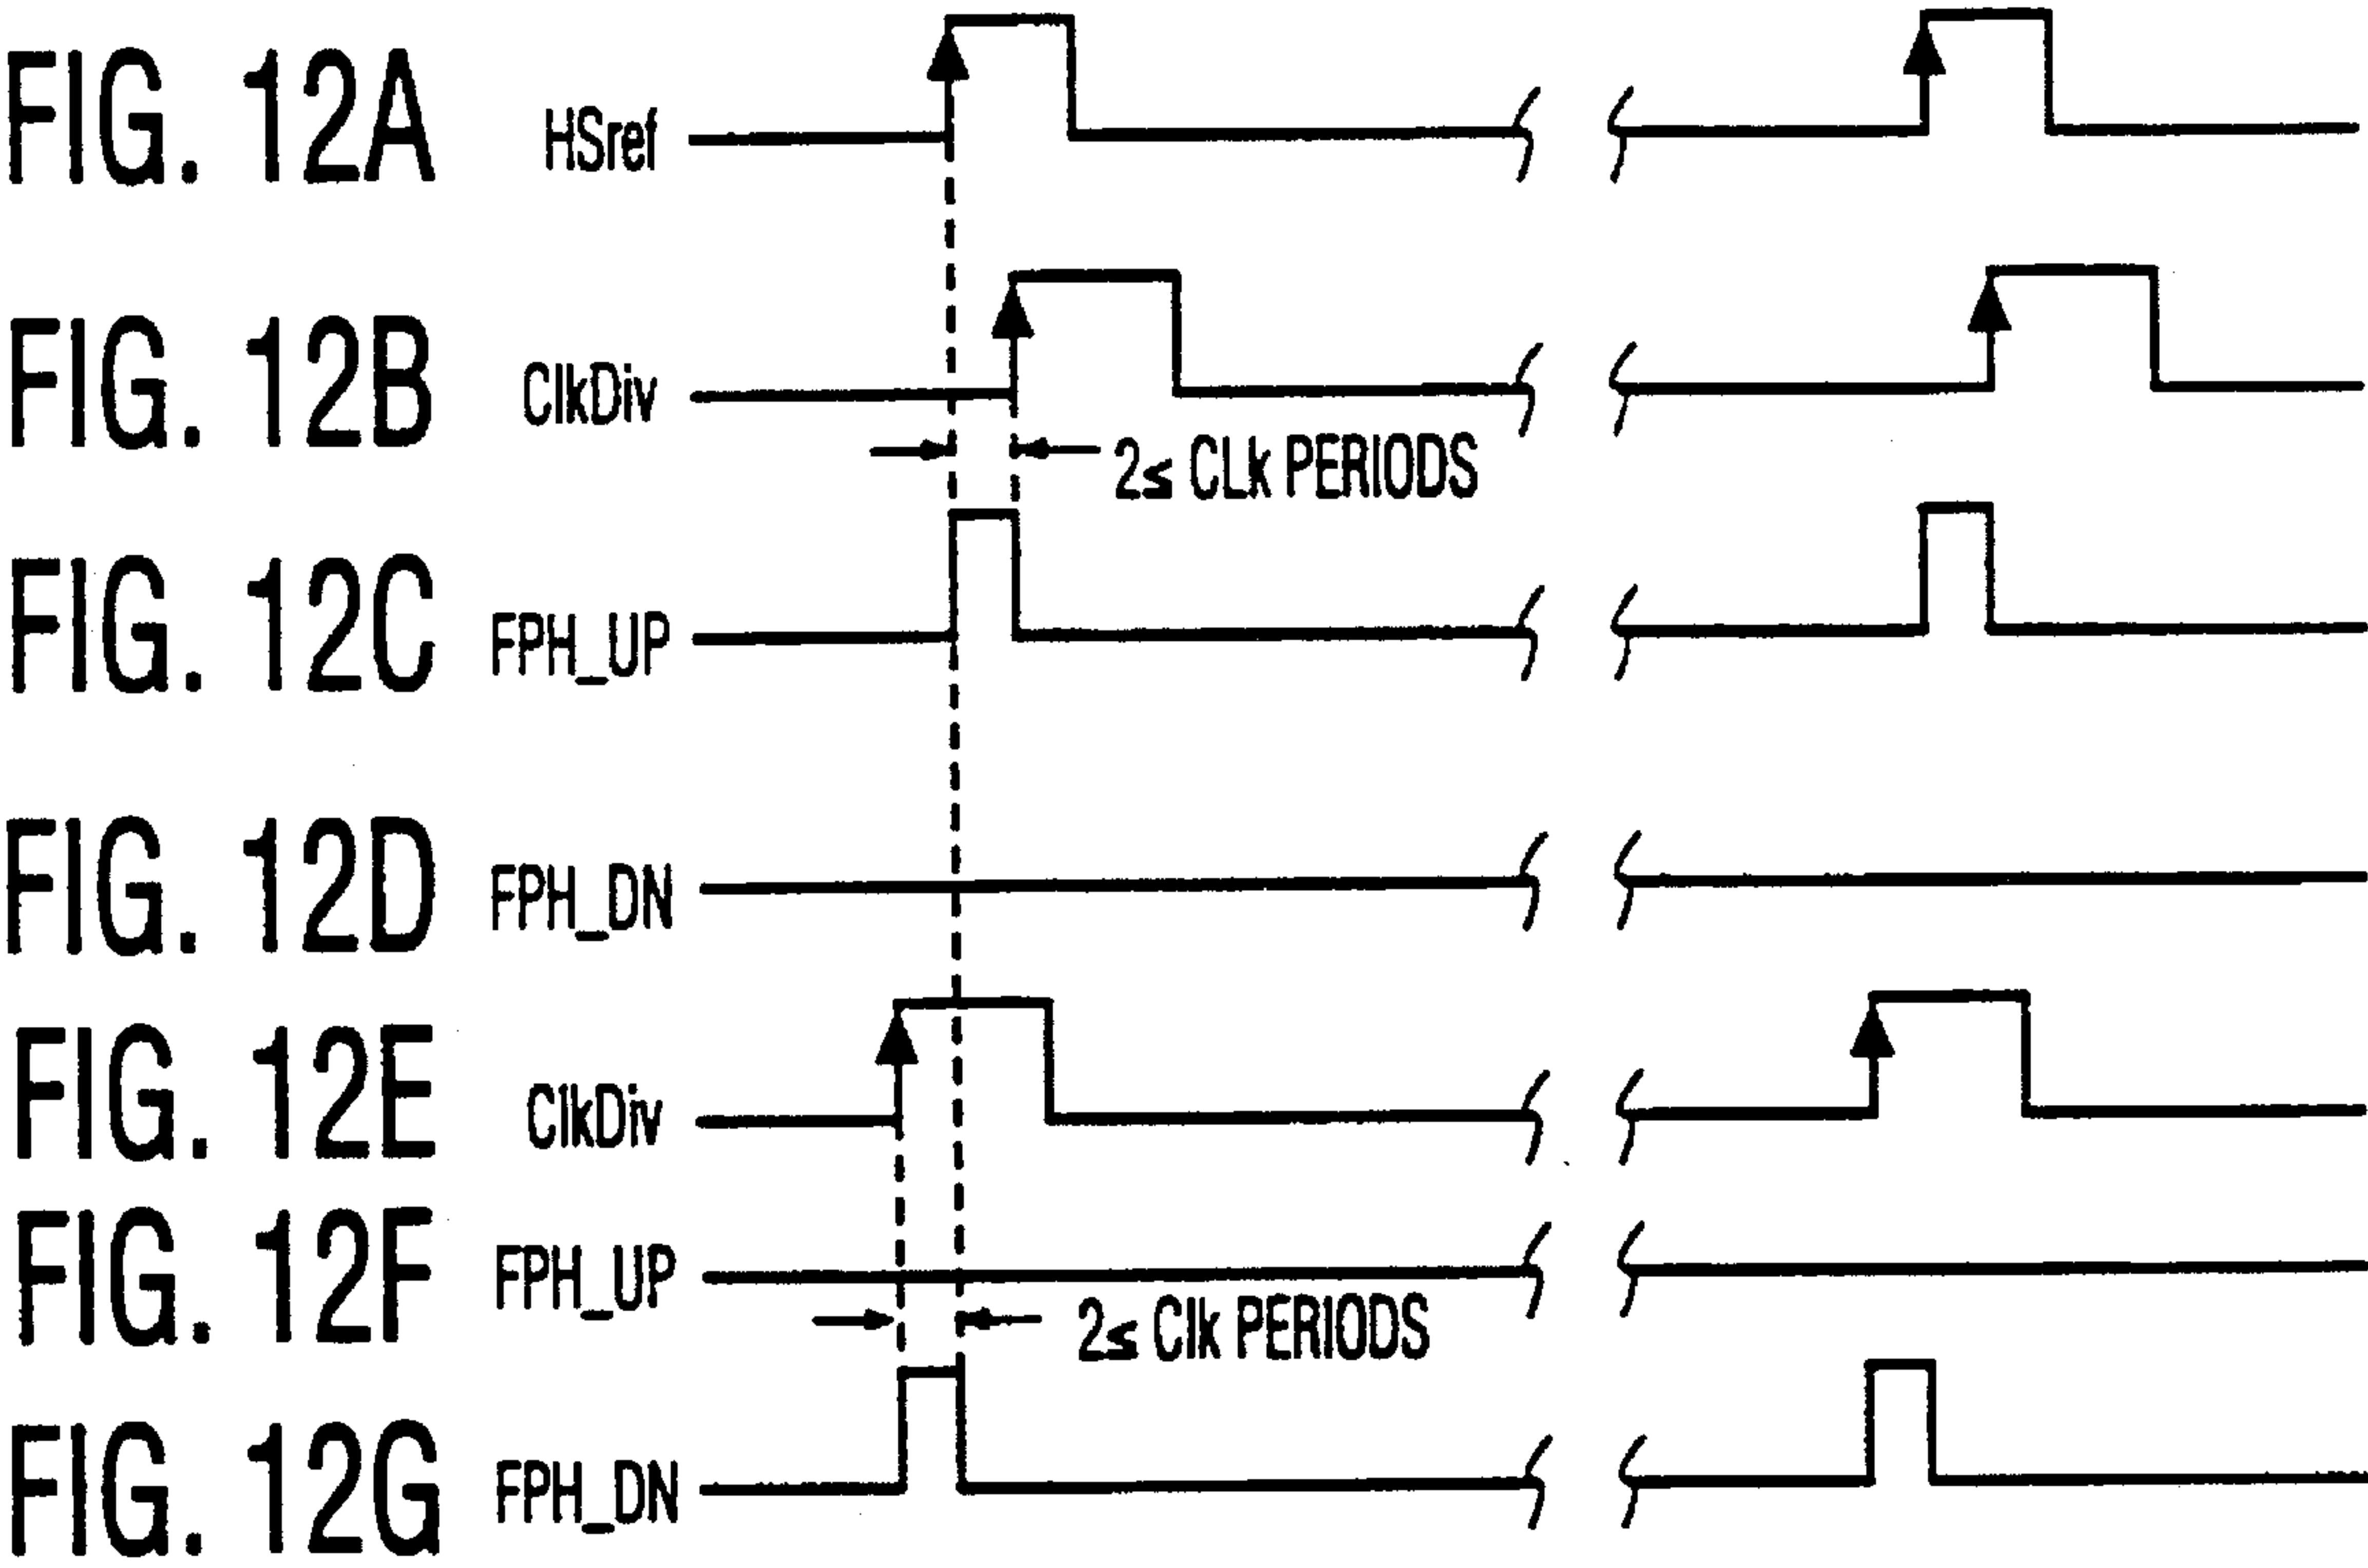 FIG. 12A HSref
FIG. 12B ClkDiv
2≤ CLk PERIODS
FIG. 12C FPH_UP
FIG. 12D FPH_DN
FIG. 12E ClkDiv
FIG. 12F FPH_UP
2≤ Clk PERIODS
FIG. 12G FPH_DN